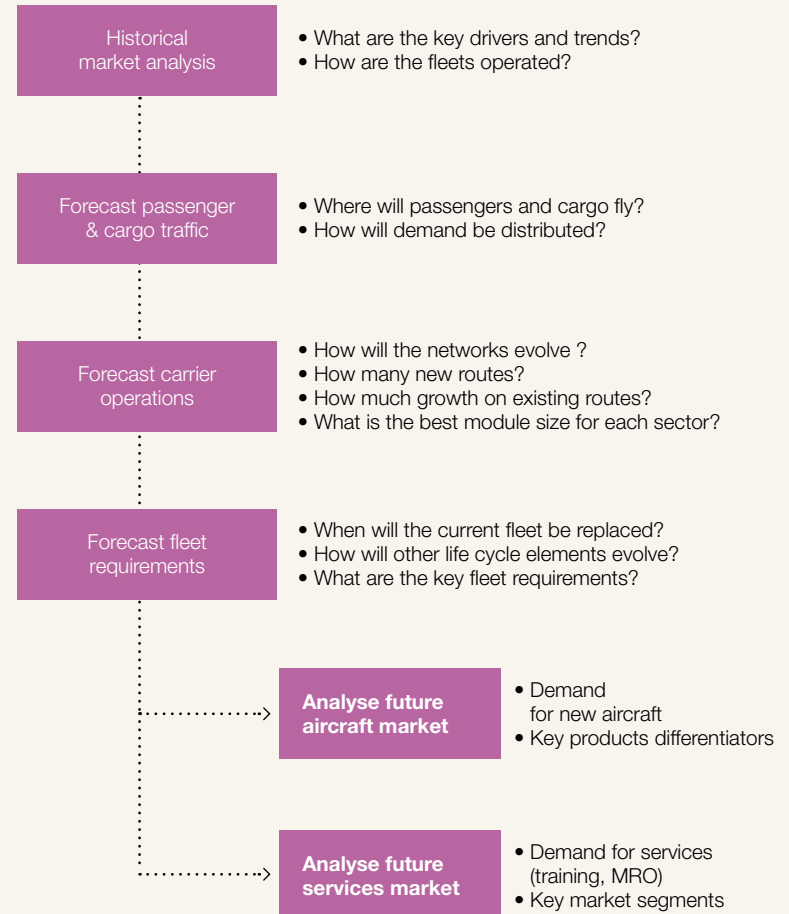 Historical
market analysis
• What are the key drivers and trends?
• How are the fleets operated?
Forecast passenger
& cargo traffic
• Where will passengers and cargo fly?
• How will demand be distributed?
Forecast carrier
operations
• How will the networks evolve ?
• How many new routes?
• How much growth on existing routes?
• What is the best module size for each sector?
Forecast fleet
requirements
• When will the current fleet be replaced?
• How will other life cycle elements evolve?
• What are the key fleet requirements?
Analyse future
aircraft market
• Demand
for new aircraft
• Key products differentiators
Analyse future
services market
• Demand for services
(training, MRO)
• Key market segments